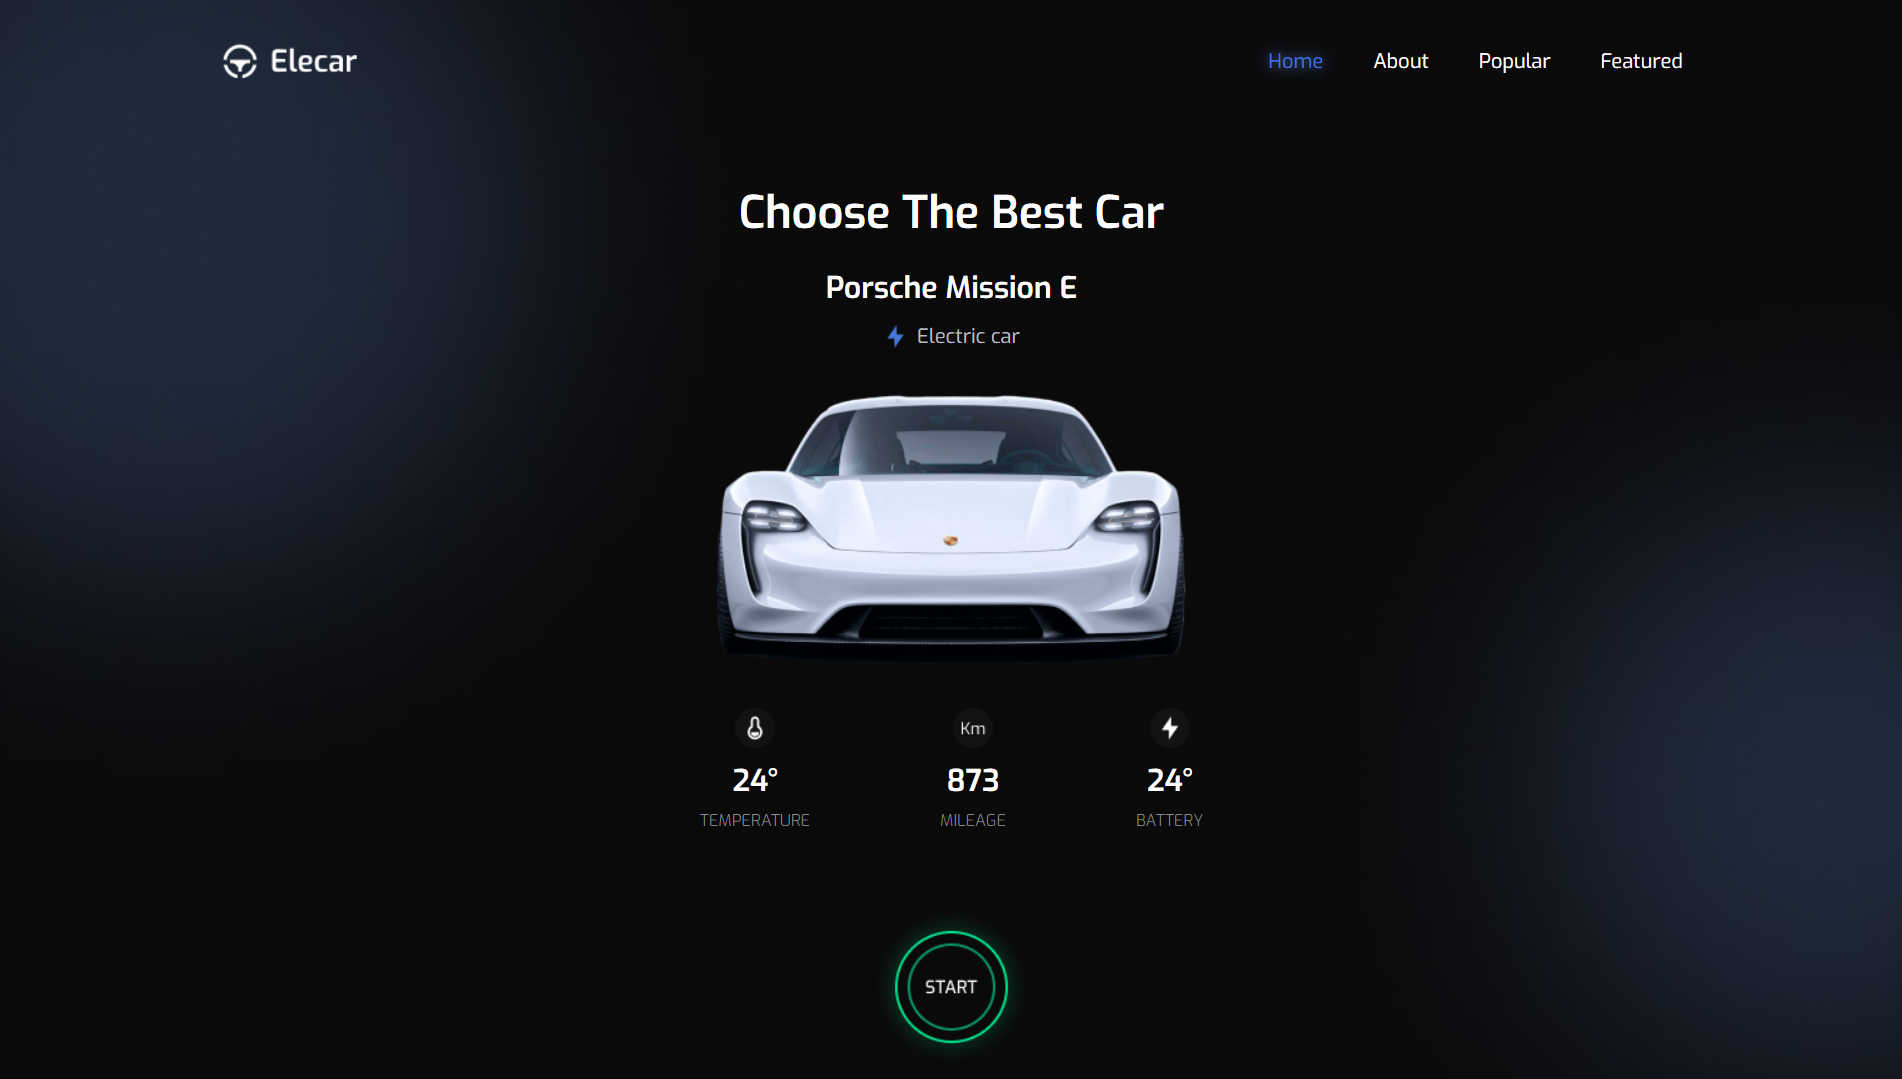 Elecar
Home About Popular Featured
Choose The Best Car
Porsche Mission E
Electric car
Km
24° 873 24°
TEMPERATURE MILEAGE BATTERY
START